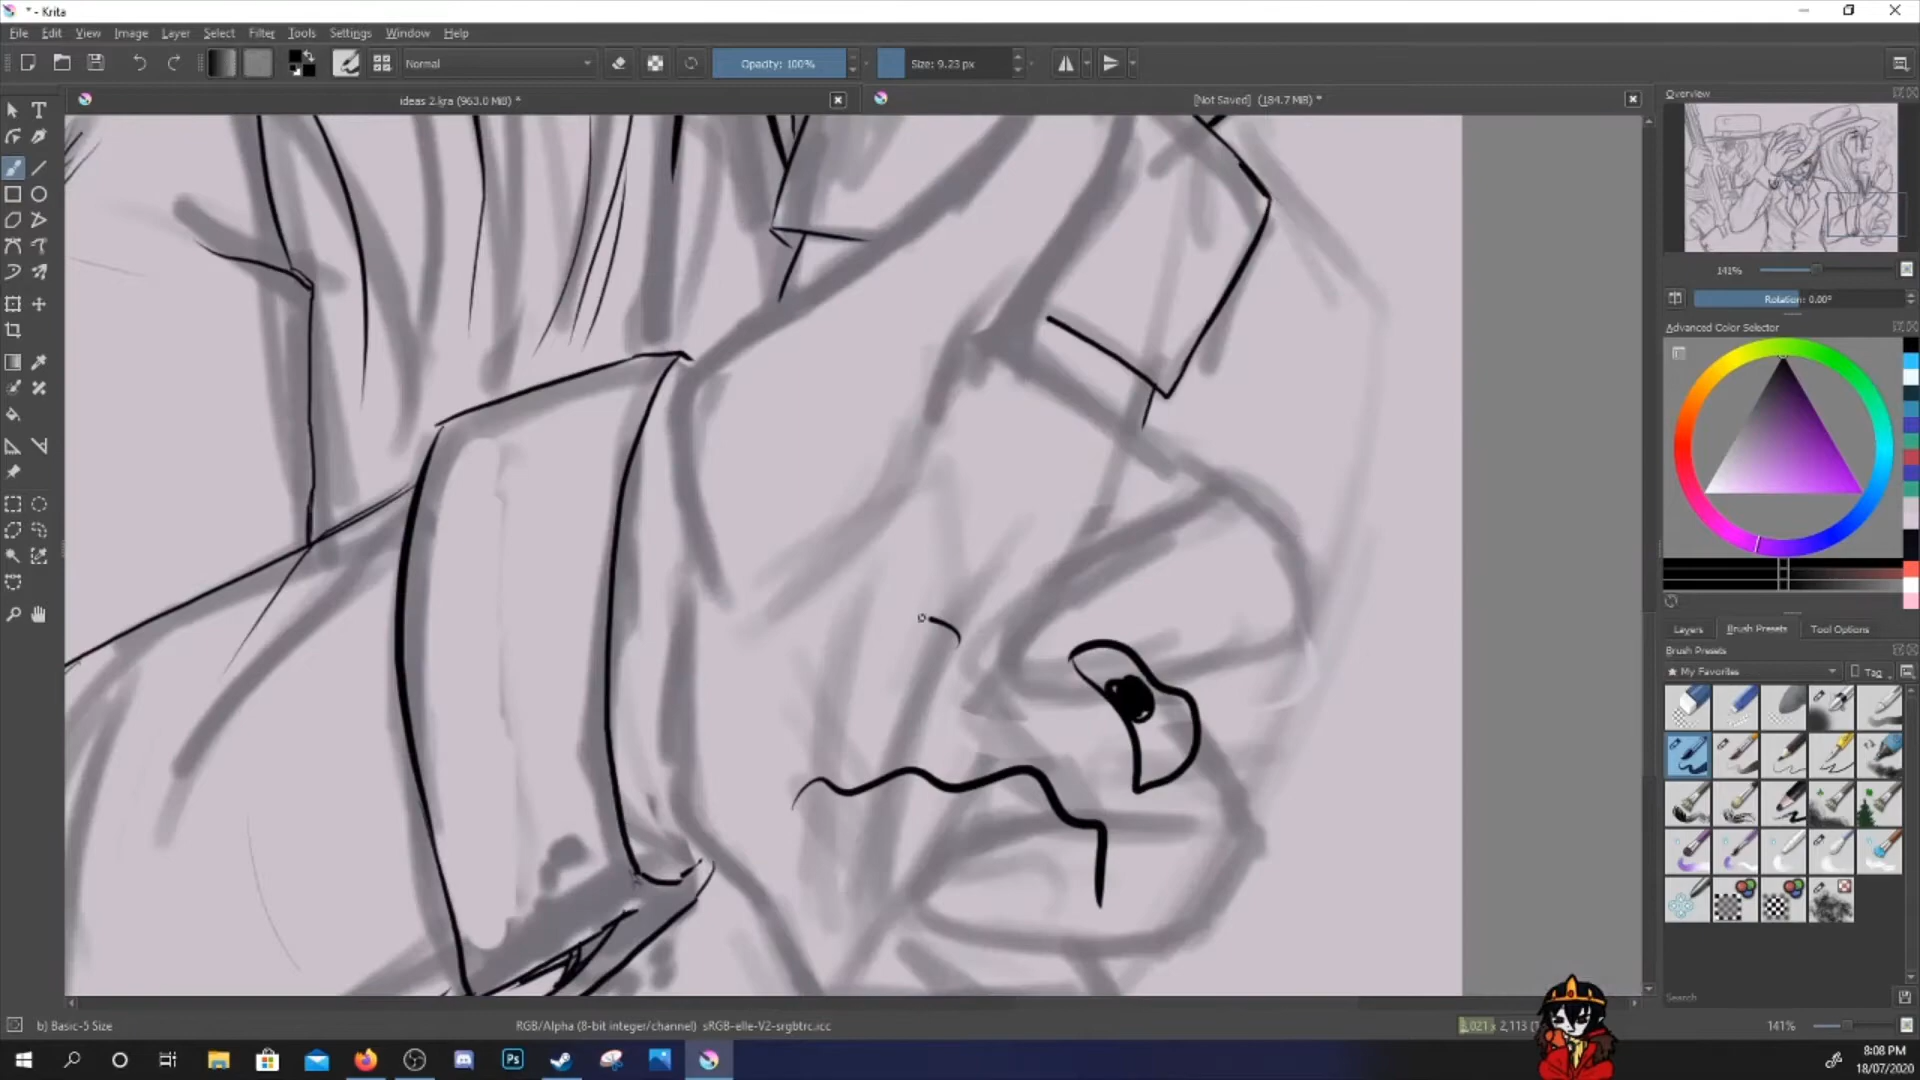 * - Krita
File Edit View Image Layer Select Filter Tools Settings Window Help
Normal Opacity: 100% Size: 9.23 px
ideas 2.kra (963.0 MiB) * [Not Saved] (184.7 MiB) *
Overview
141%
Rotation: 0.00°
Advanced Color Selector
Layers Brush Presets Tool Options
Brush Presets
★ My Favorites Tag
Search
b) Basic-5 Size RGB/Alpha (8-bit integer/channel) sRGB-elle-V2-srgbtrc.icc x 2,113 141%
Ps
8:08 PM
18/07/2020